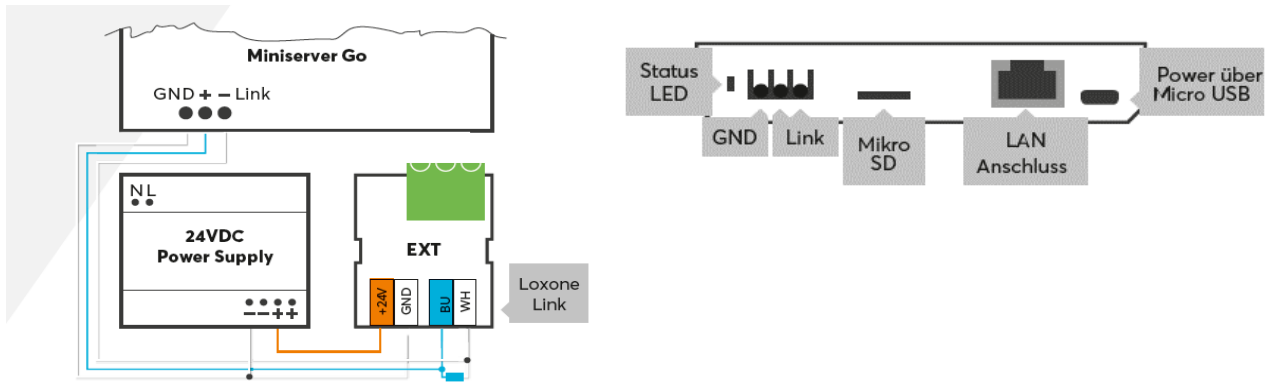 Miniserver Go
GND + − Link
N L
24VDC
Power Supply
−−++
EXT
+24V
GND
BU
WH
Loxone
Link
Status
LED
GND
Link
Mikro
SD
LAN
Anschluss
Power über
Micro USB